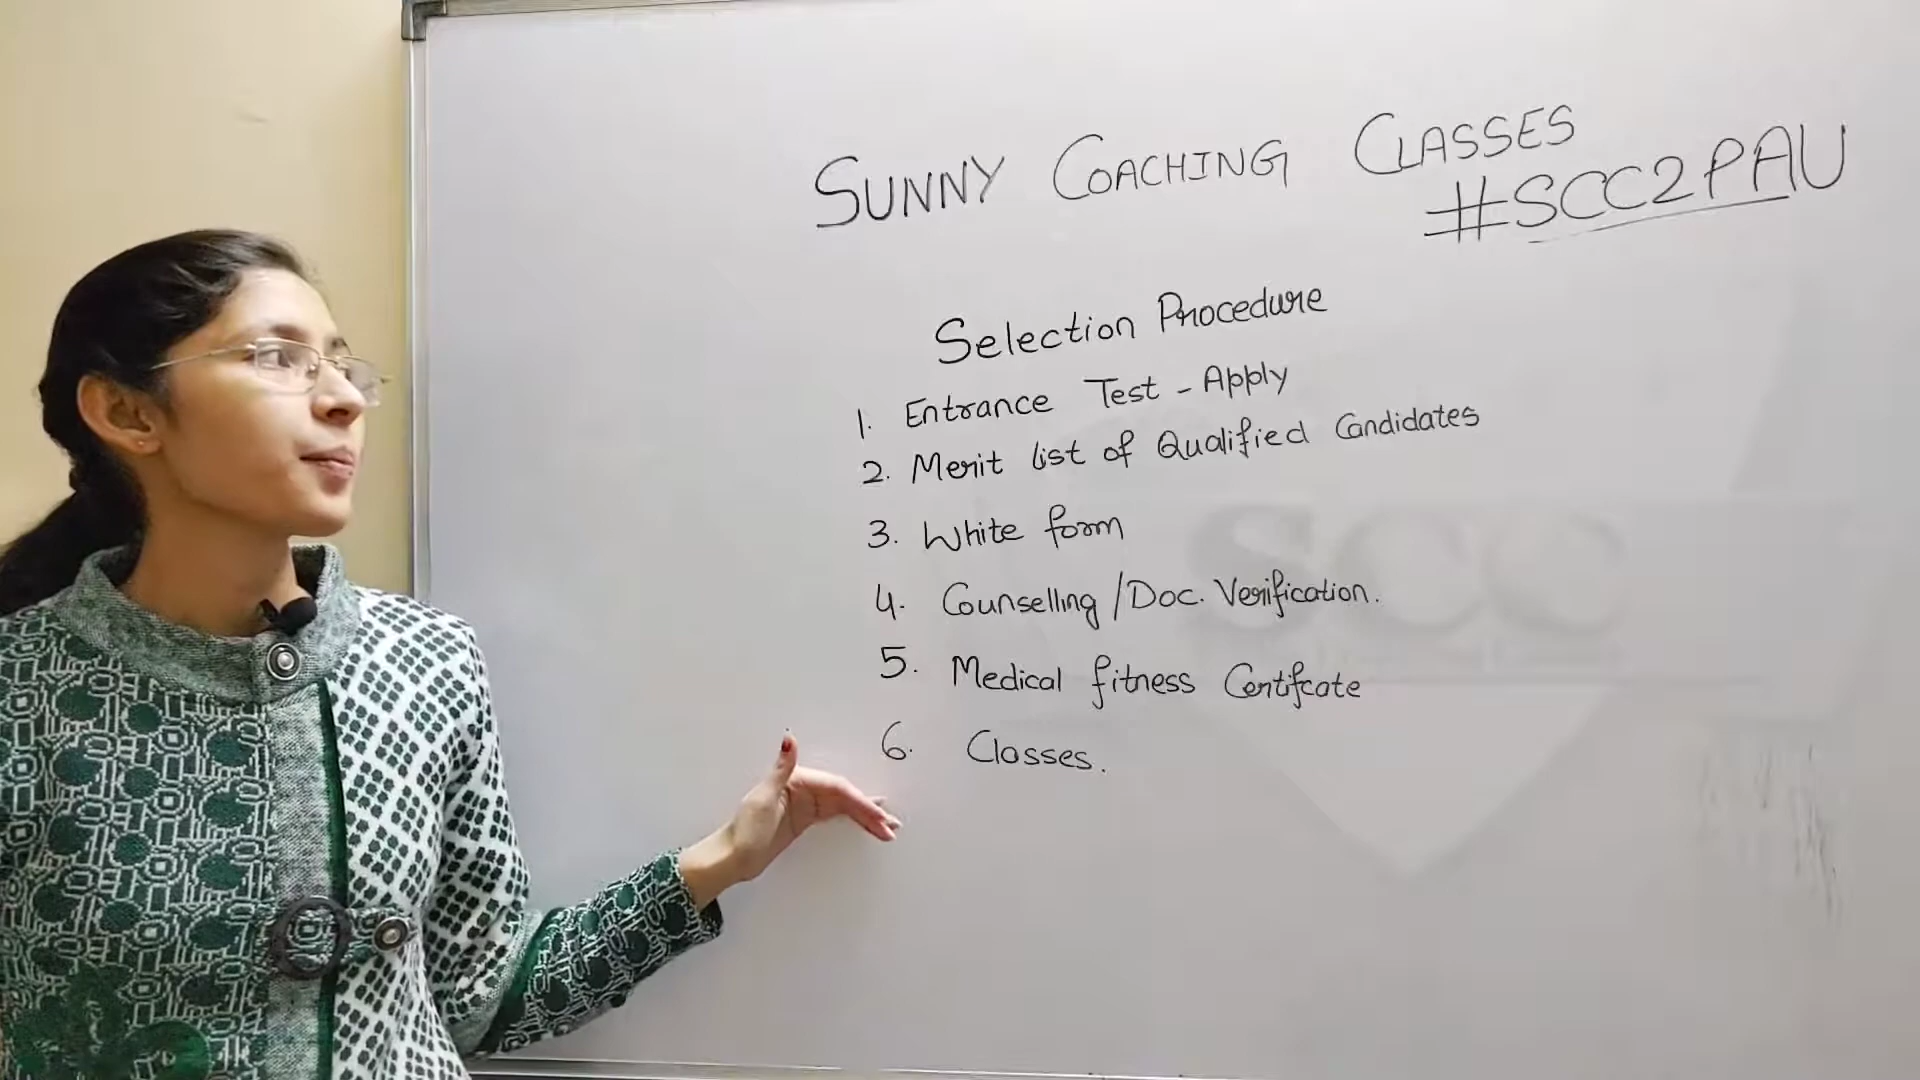 SUNNY COACHING CLASSES
#SCC2PAU
Selection Procedure
1. Entrance Test - Apply
2. Merit list of Qualified Candidates
3. White form
4. Counselling / Doc. Verification.
5. Medical fitness Certifcate
6. Classes.
SCC